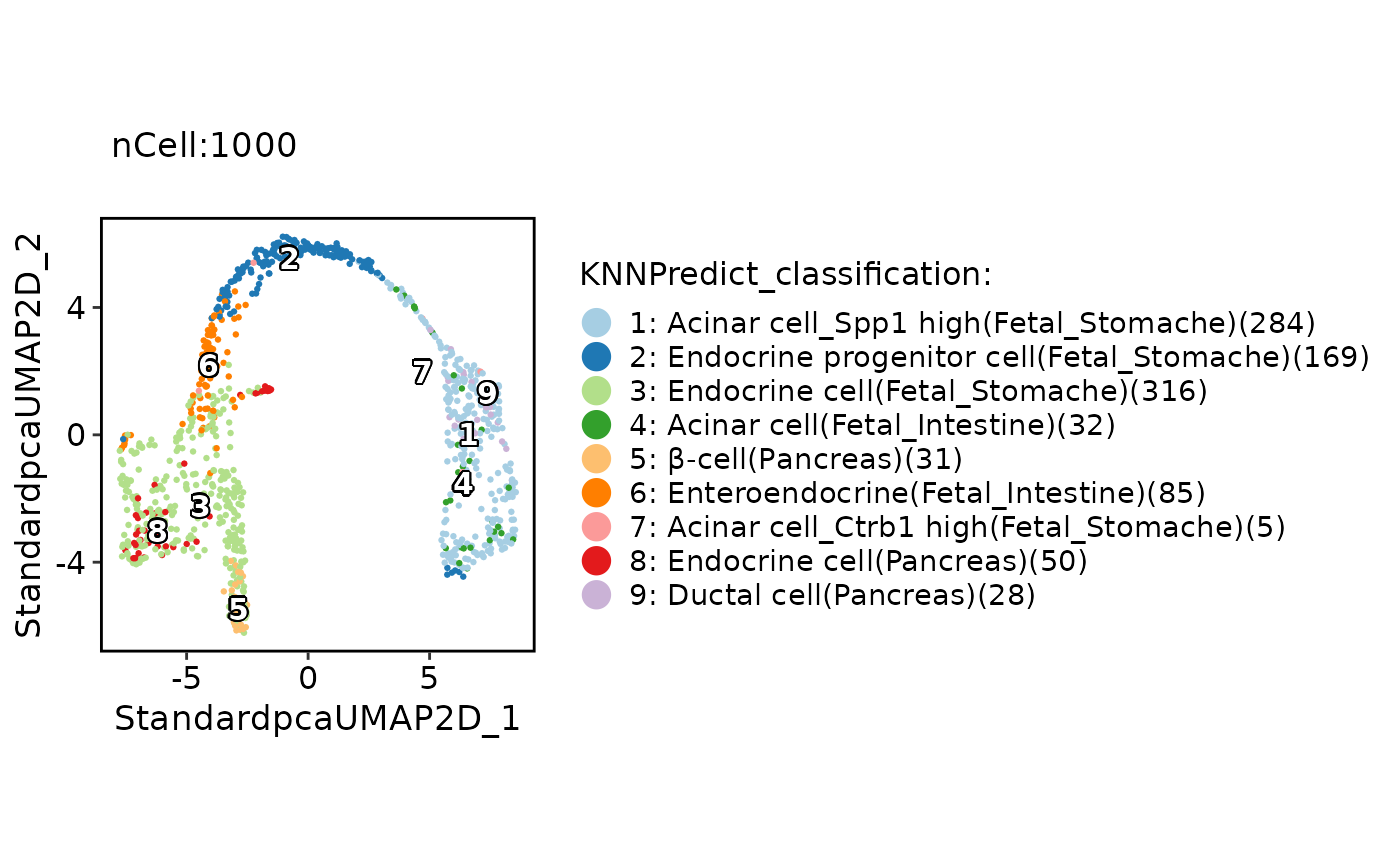 nCell:1000
StandardpcaUMAP2D_2
4
0
-4
2
6
7
9
1
4
3
8
5
-5
0
5
StandardpcaUMAP2D_1
KNNPredict_classification:
1: Acinar cell_Spp1 high(Fetal_Stomache)(284)
2: Endocrine progenitor cell(Fetal_Stomache)(169)
3: Endocrine cell(Fetal_Stomache)(316)
4: Acinar cell(Fetal_Intestine)(32)
5: β-cell(Pancreas)(31)
6: Enteroendocrine(Fetal_Intestine)(85)
7: Acinar cell_Ctrb1 high(Fetal_Stomache)(5)
8: Endocrine cell(Pancreas)(50)
9: Ductal cell(Pancreas)(28)